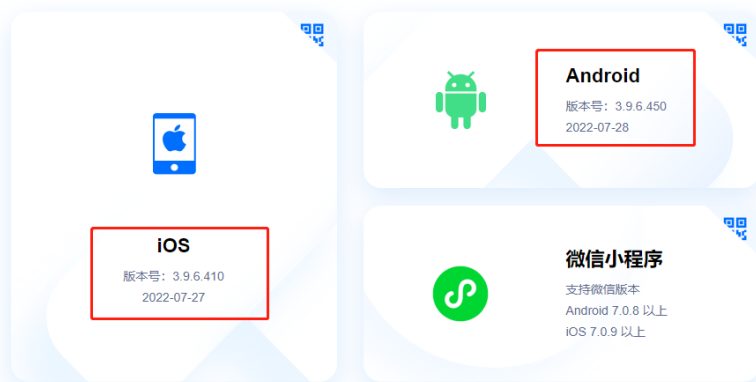 iOS
版本号：3.9.6.410
2022-07-27
Android
版本号：3.9.6.450
2022-07-28
微信小程序
支持微信版本
Android 7.0.8 以上
iOS 7.0.9 以上